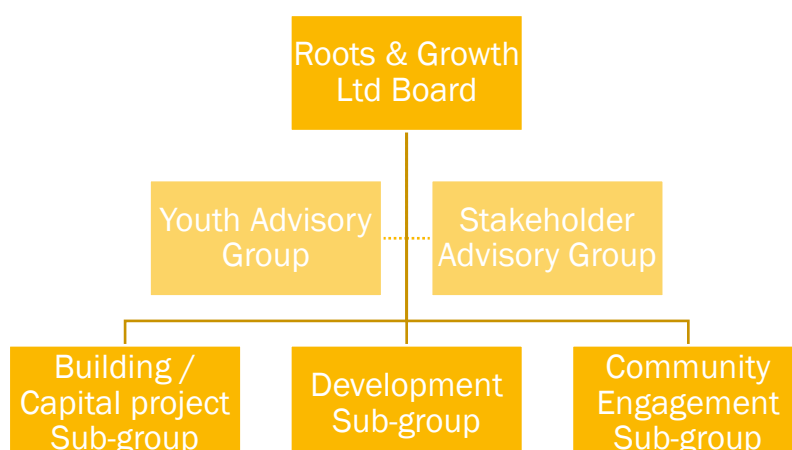 Roots & Growth
Ltd Board
Youth Advisory
Group
Stakeholder
Advisory Group
Building /
Capital project
Sub-group
Development
Sub-group
Community
Engagement
Sub-group